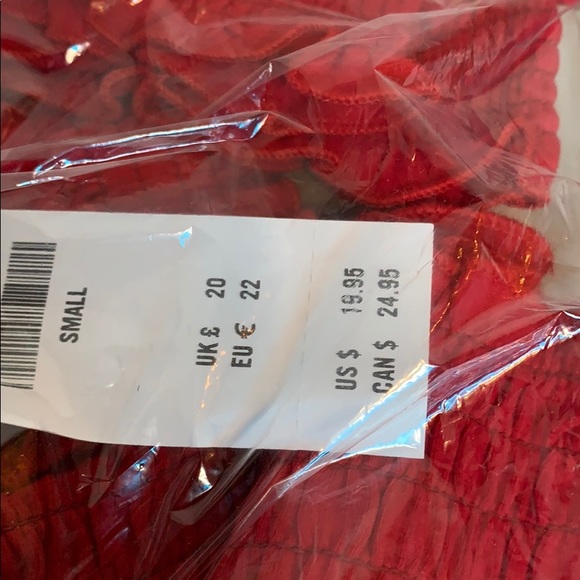 SMALL
UK £ 20
EU € 22
US $ 19.95
CAN $ 24.95